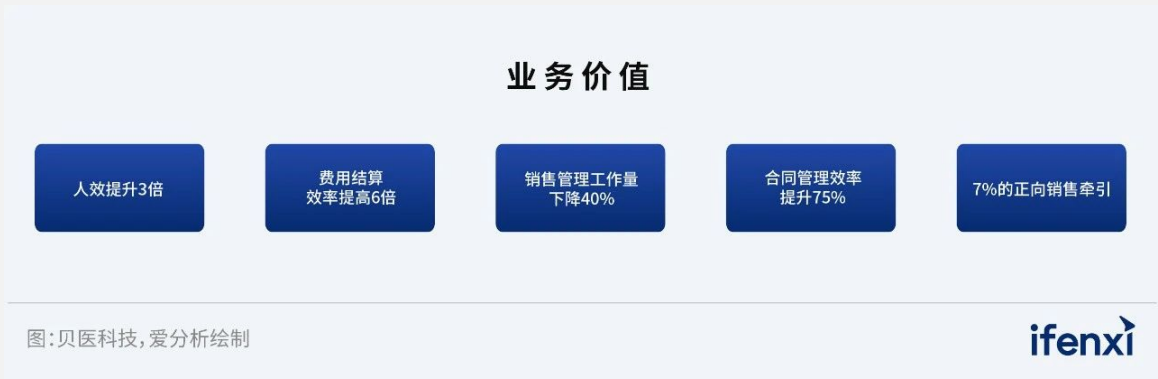 业务价值
人效提升3倍
费用结算
效率提高6倍
销售管理工作量
下降40%
合同管理效率
提升75%
7%的正向销售牵引
图:贝医科技,爱分析绘制
ifenxi